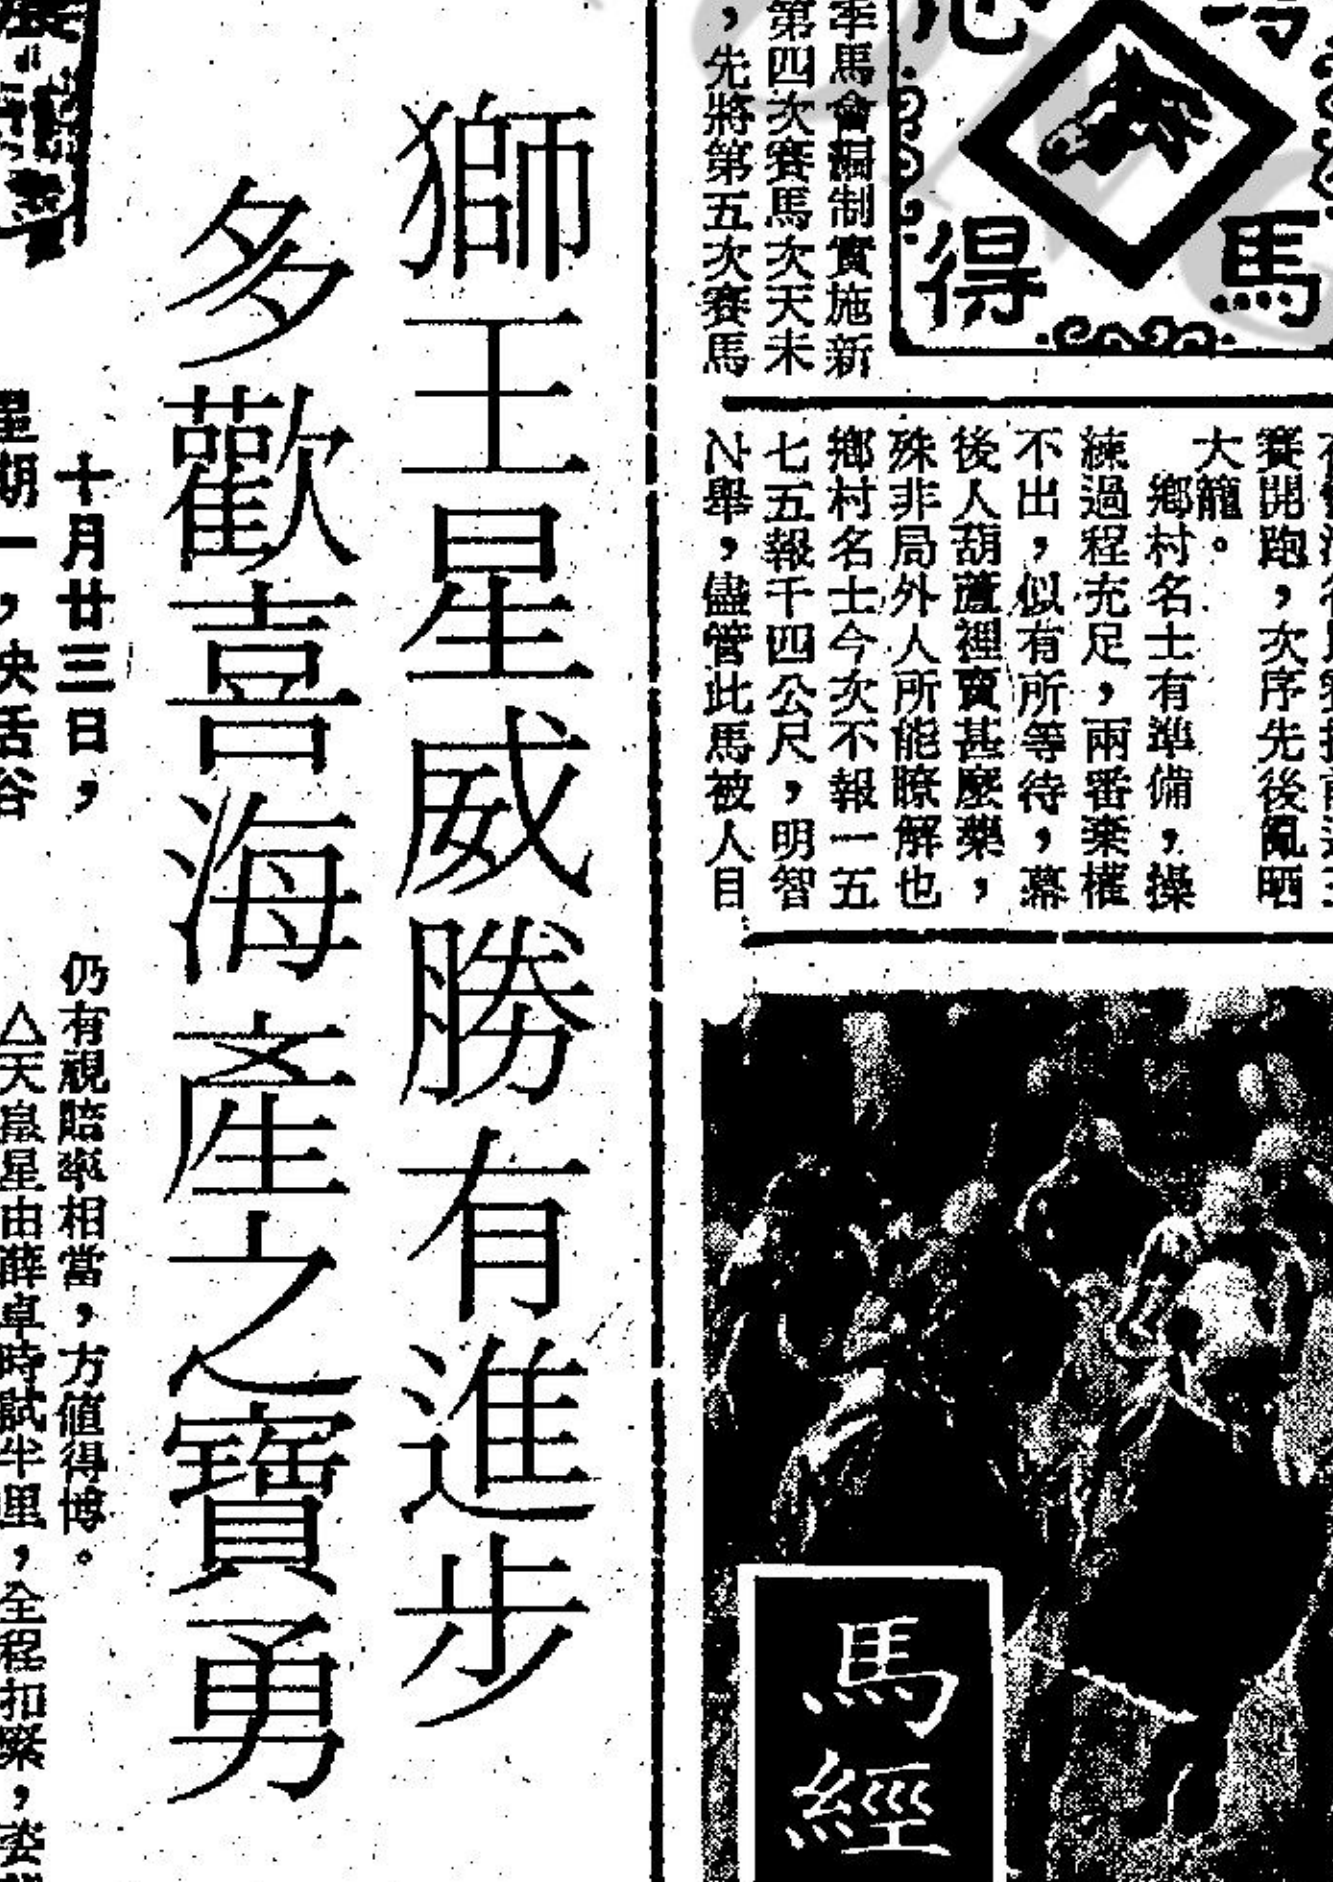 得馬
季馬會編制實施新
第四次賽馬次天未
，先將第五次賽馬
賽開跑，次序先後亂晒
大籠。
鄉村名士有準備，操
練過程充足，兩番棄權
不出，似有所等待，幕
後人葫蘆裡賣甚麼藥，
殊非局外人所能瞭解也
鄉村名士今次不報一五
七五報千四公尺，明智
之舉，儘管此馬被人目
馬經
獅王星威勝有進步
多歡喜海產之寶勇
十月廿三日，
星期一，快活谷
仍有靚賠率相當，方值得博。
△天皇星由薛卓時試半里，全程扣緊，